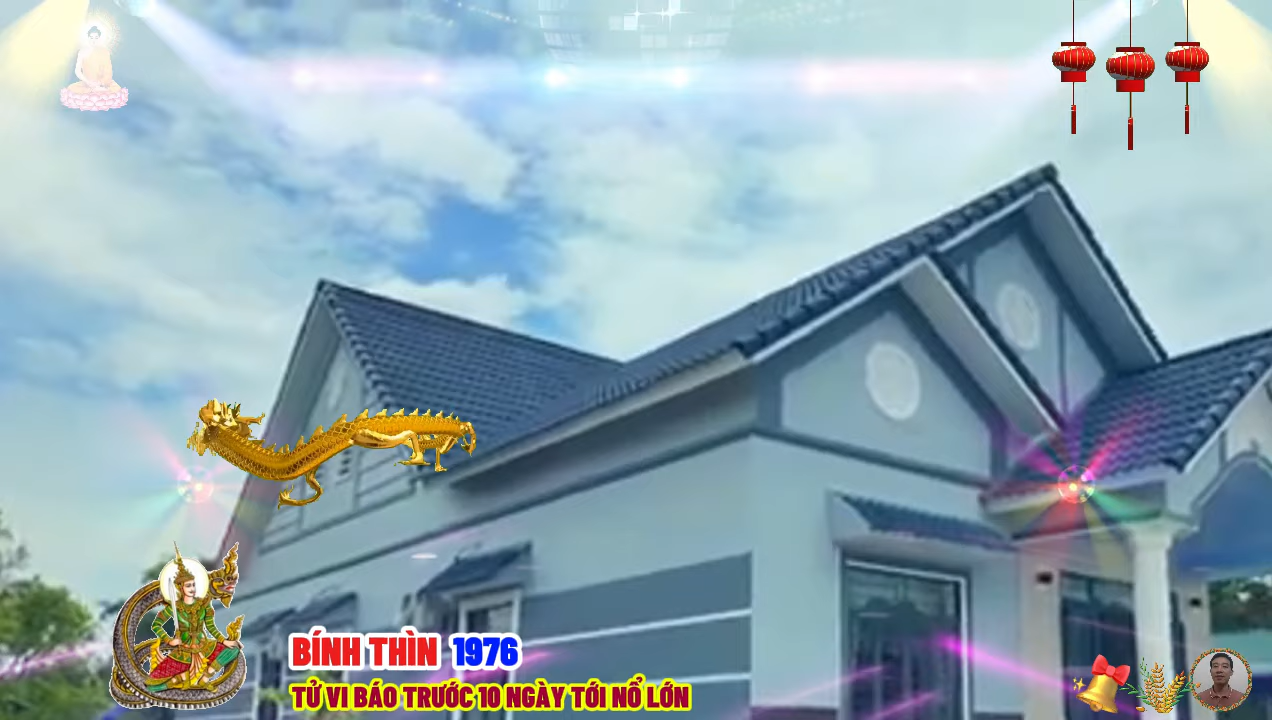 BÍNH THÌN 1976
TỬ VI BÁO TRƯỚC 10 NGÀY TỚI NỔ LỚN